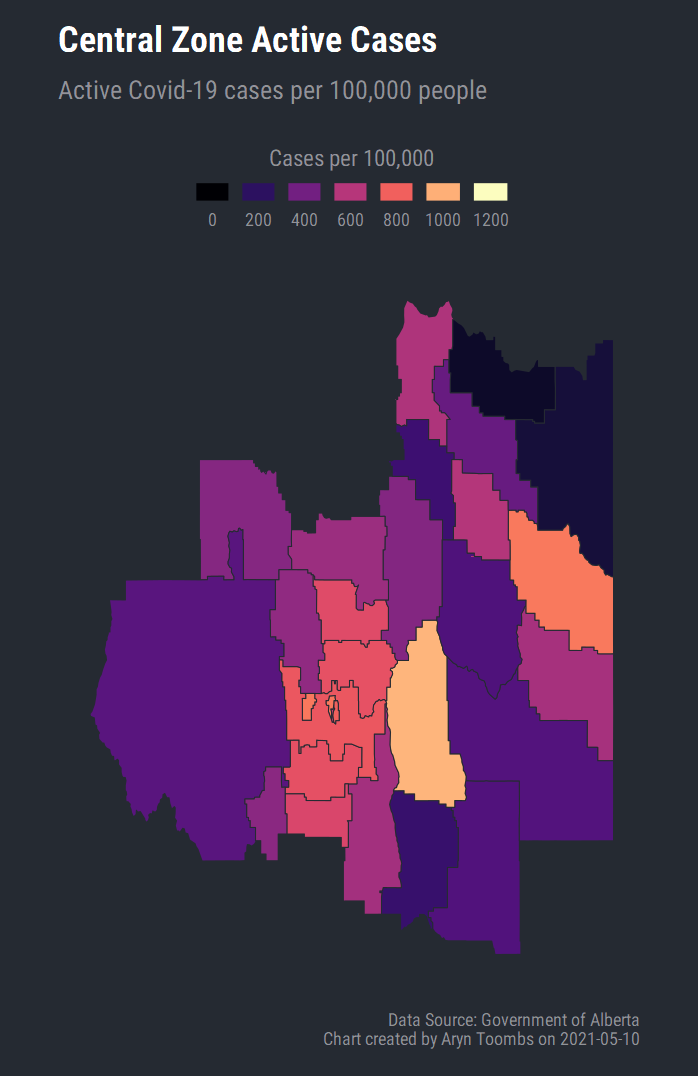 Central Zone Active Cases
Active Covid-19 cases per 100,000 people
Cases per 100,000
0 200 400 600 800 1000 1200
Data Source: Government of Alberta
Chart created by Aryn Toombs on 2021-05-10